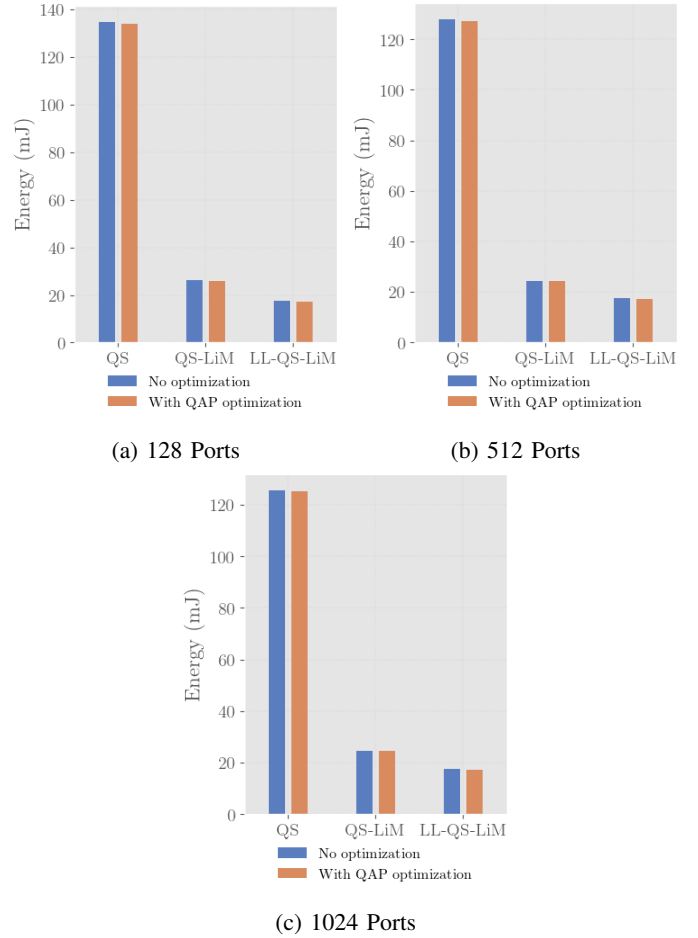 140
120
100
80
60
40
20
0
Energy (mJ)
QS
QS-LiM
LL-QS-LiM
No optimization
With QAP optimization
(a) 128 Ports
120
100
80
60
40
20
0
Energy (mJ)
QS
QS-LiM
LL-QS-LiM
No optimization
With QAP optimization
(b) 512 Ports
120
100
80
60
40
20
0
Energy (mJ)
QS
QS-LiM
LL-QS-LiM
No optimization
With QAP optimization
(c) 1024 Ports